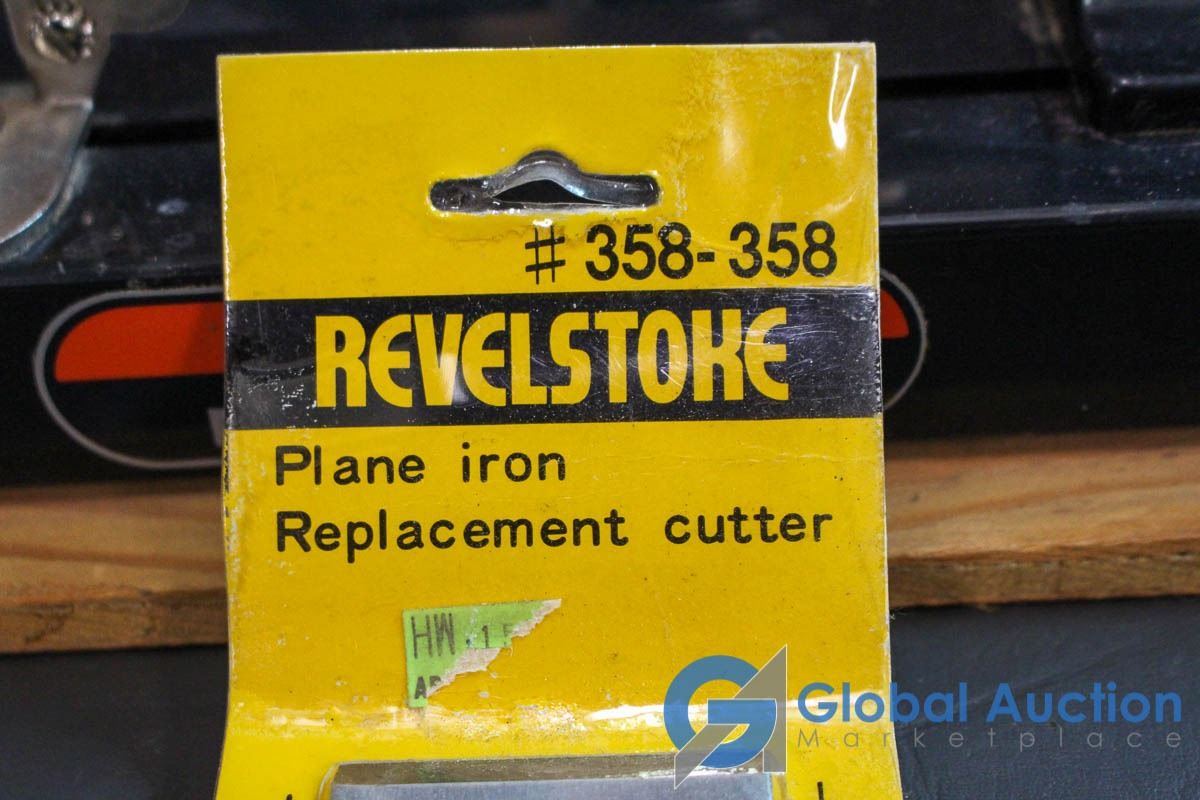 # 358-358
REVELSTOKE
Plane iron
Replacement cutter
HW
Global Auction
Marketplace